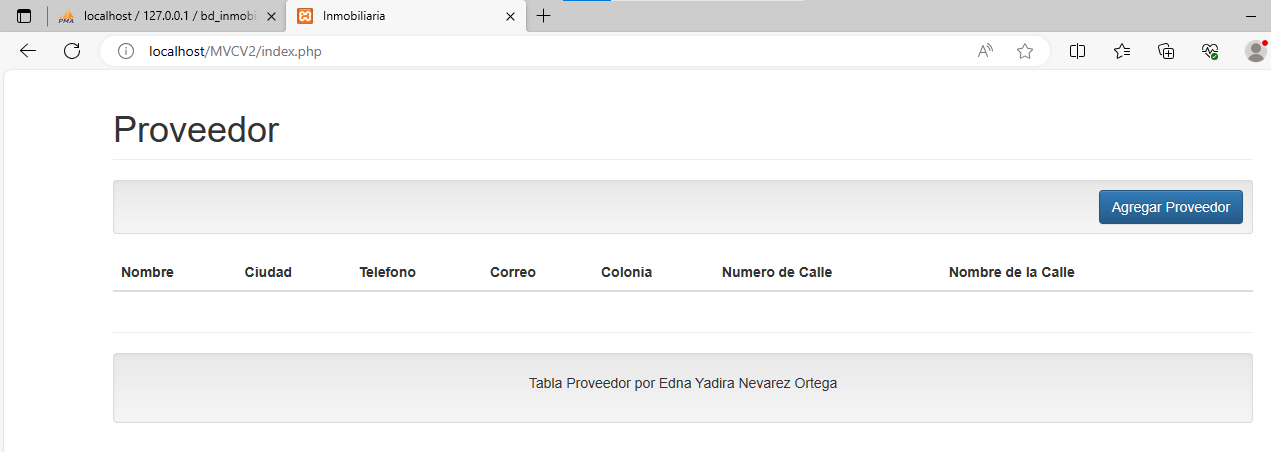 localhost / 127.0.0.1 / bd_inmobi
Inmobiliaria
localhost/MVCV2/index.php
Proveedor
Agregar Proveedor
Nombre Ciudad Telefono Correo Colonia Numero de Calle Nombre de la Calle
Tabla Proveedor por Edna Yadira Nevarez Ortega